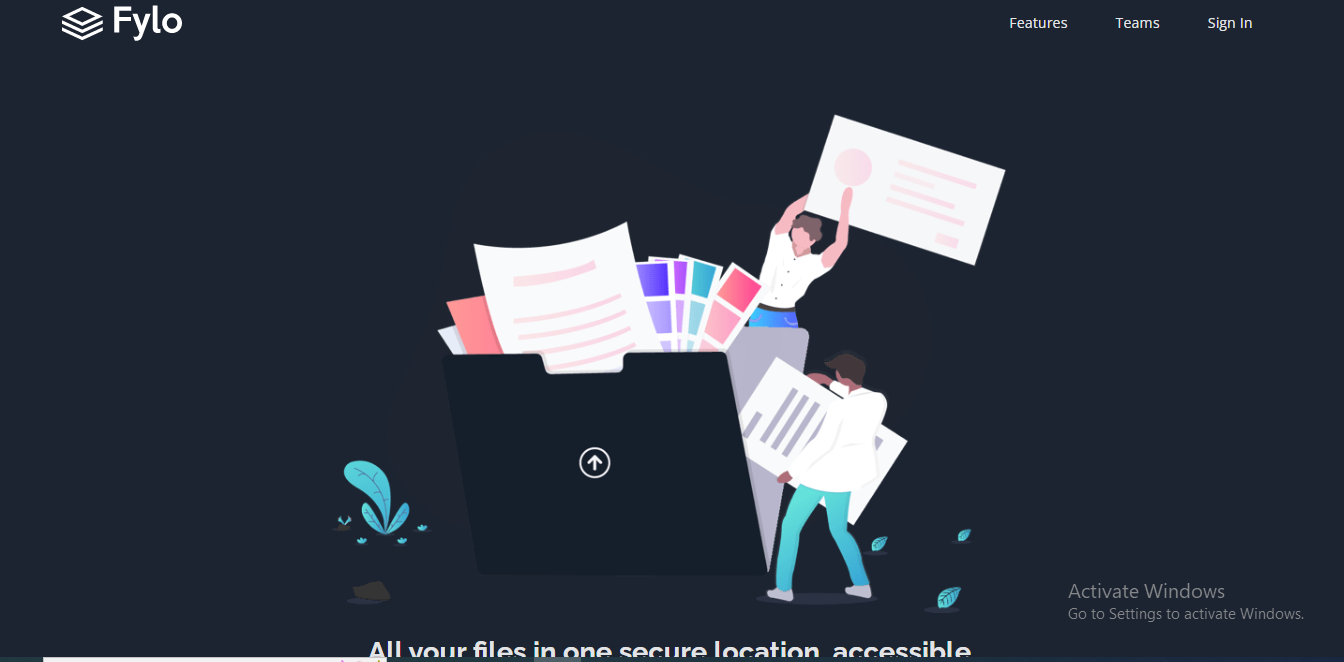 Fylo
Features Teams Sign In
Activate Windows
Go to Settings to activate Windows.
All your files in one secure location, accessible